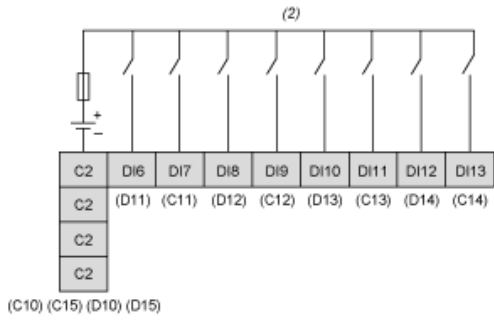 (2)
+
–
C2 DI6 DI7 DI8 DI9 DI10 DI11 DI12 DI13
C2 (D11) (C11) (D12) (C12) (D13) (C13) (D14) (C14)
C2
C2
(C10) (C15) (D10) (D15)